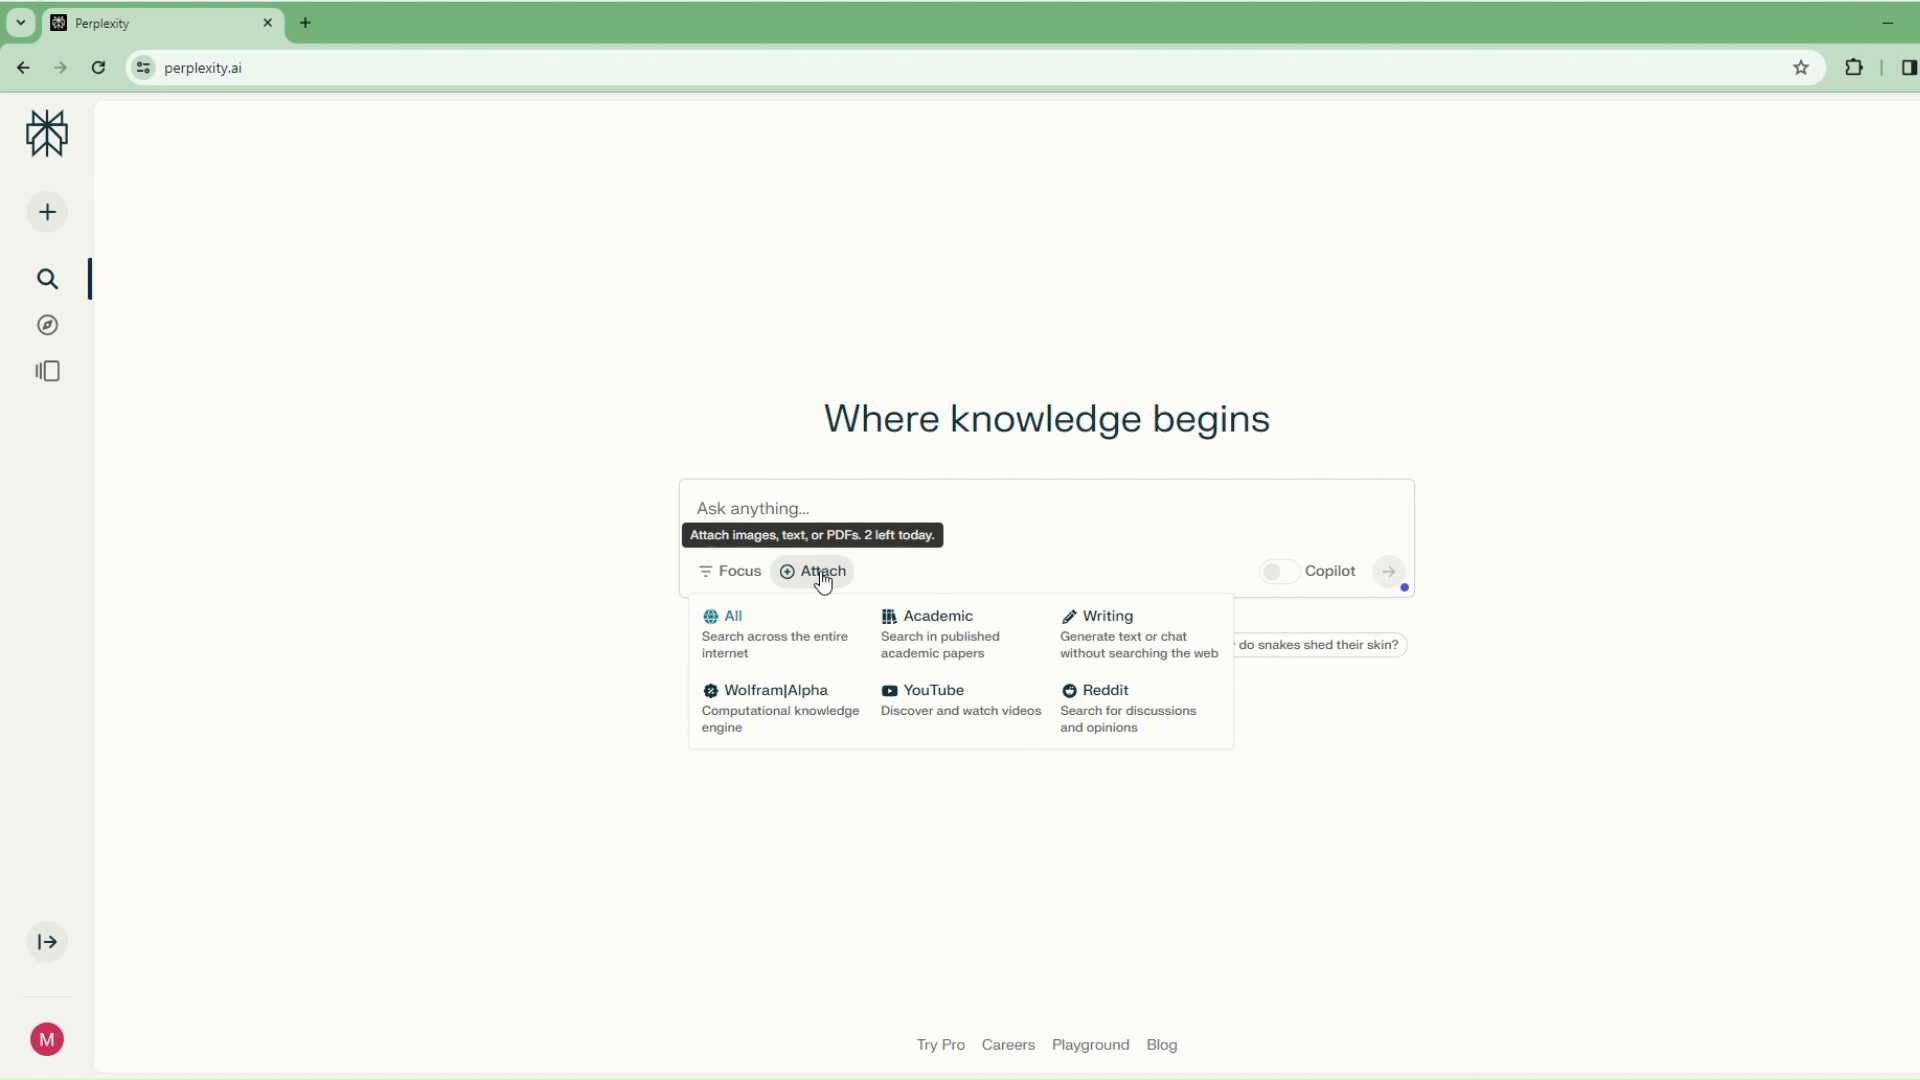 Perplexity
perplexity.ai
Where knowledge begins
Ask anything...
Attach images, text, or PDFs. 2 left today.
Focus Attach Copilot
All Academic Writing
Search across the entire internet
Search in published academic papers
Generate text or chat without searching the web
do snakes shed their skin?
Wolfram|Alpha YouTube Reddit
Computational knowledge engine
Discover and watch videos
Search for discussions and opinions
M
Try Pro Careers Playground Blog